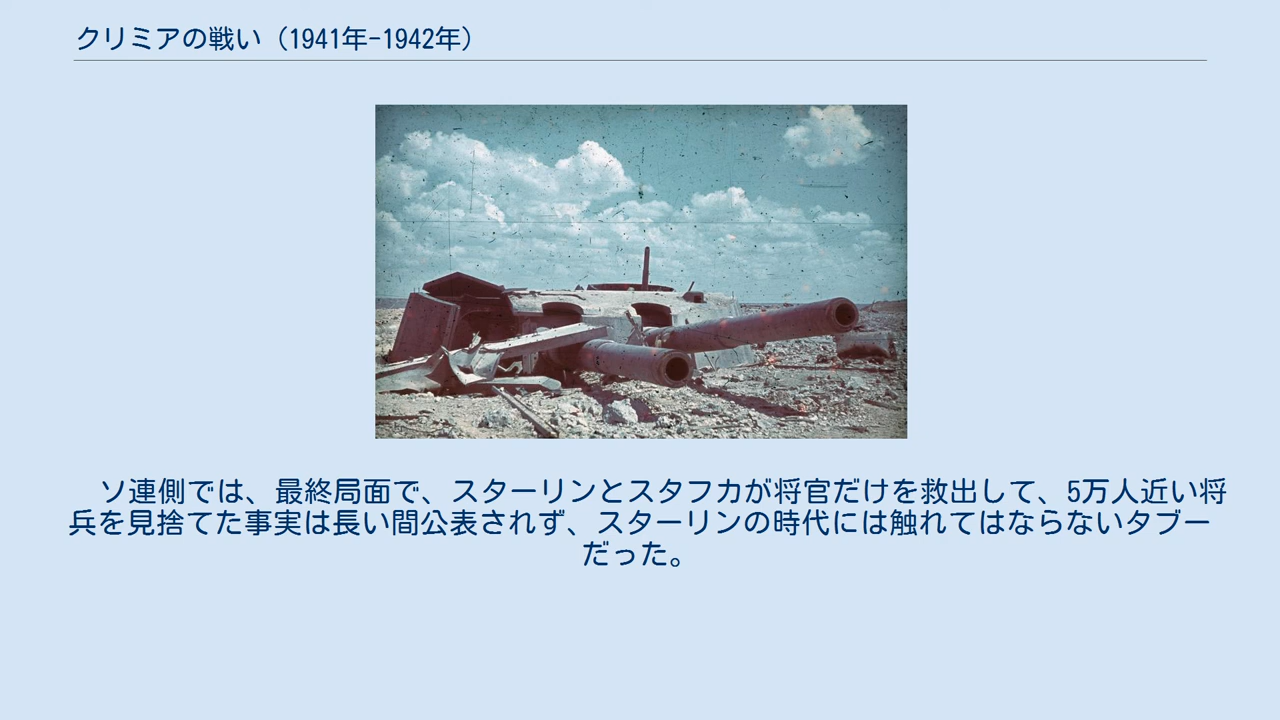 クリミアの戦い（1941年-1942年）
ソ連側では、最終局面で、スターリンとスタフカが将官だけを救出して、5万人近い将
兵を見捨てた事実は長い間公表されず、スターリンの時代には触れてはならないタブー
だった。